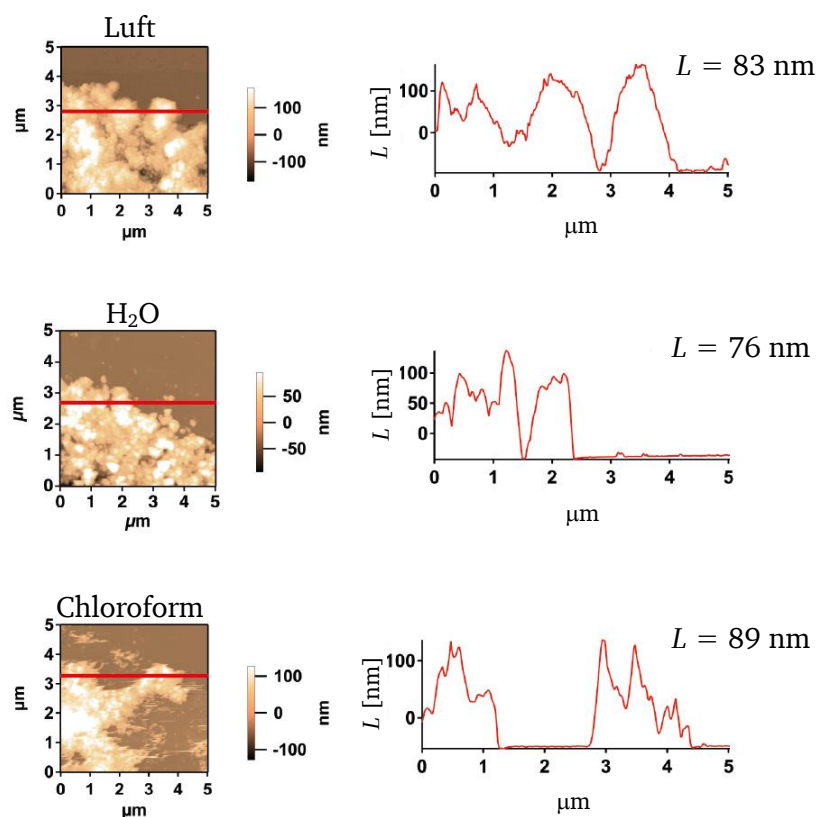 Luft
5
4
3
2
1
0
µm
0 1 2 3 4 5
µm
100
0
-100
nm
L = 83 nm
100
0
L [nm]
0 1 2 3 4 5
µm
H₂O
5
4
3
2
1
0
µm
0 1 2 3 4 5
µm
50
0
-50
nm
L = 76 nm
100
50
0
L [nm]
0 1 2 3 4 5
µm
Chloroform
5
4
3
2
1
0
µm
0 1 2 3 4 5
µm
100
0
-100
nm
L = 89 nm
100
0
L [nm]
0 1 2 3 4 5
µm